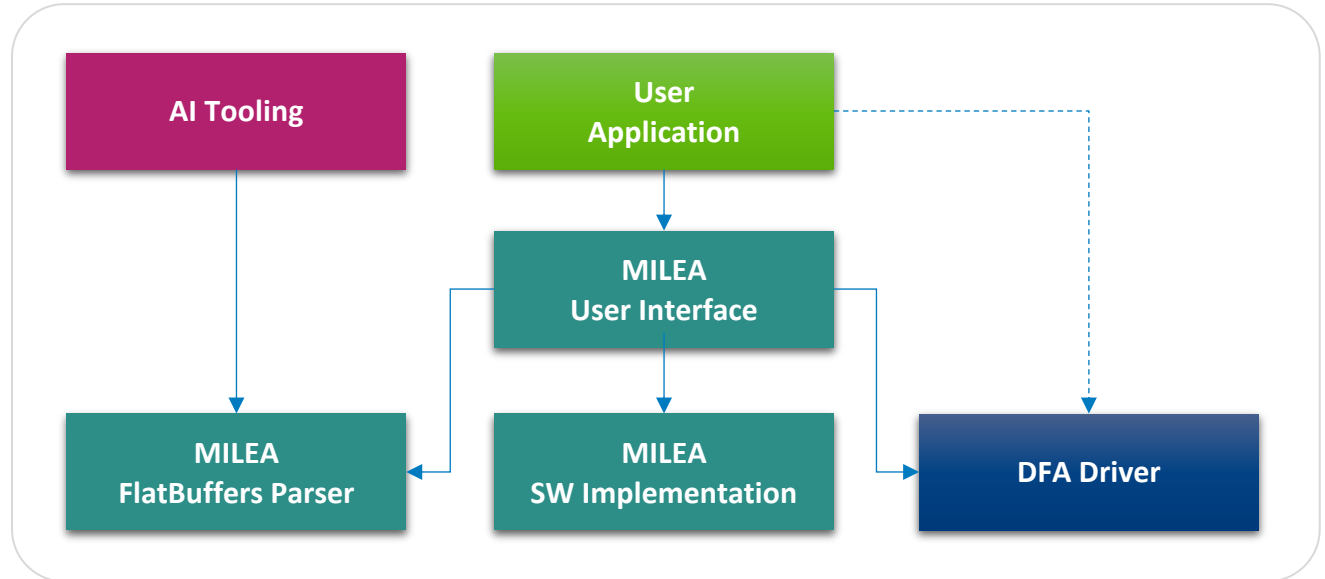 AI Tooling
User
Application
MILEA
User Interface
MILEA
FlatBuffers Parser
MILEA
SW Implementation
DFA Driver